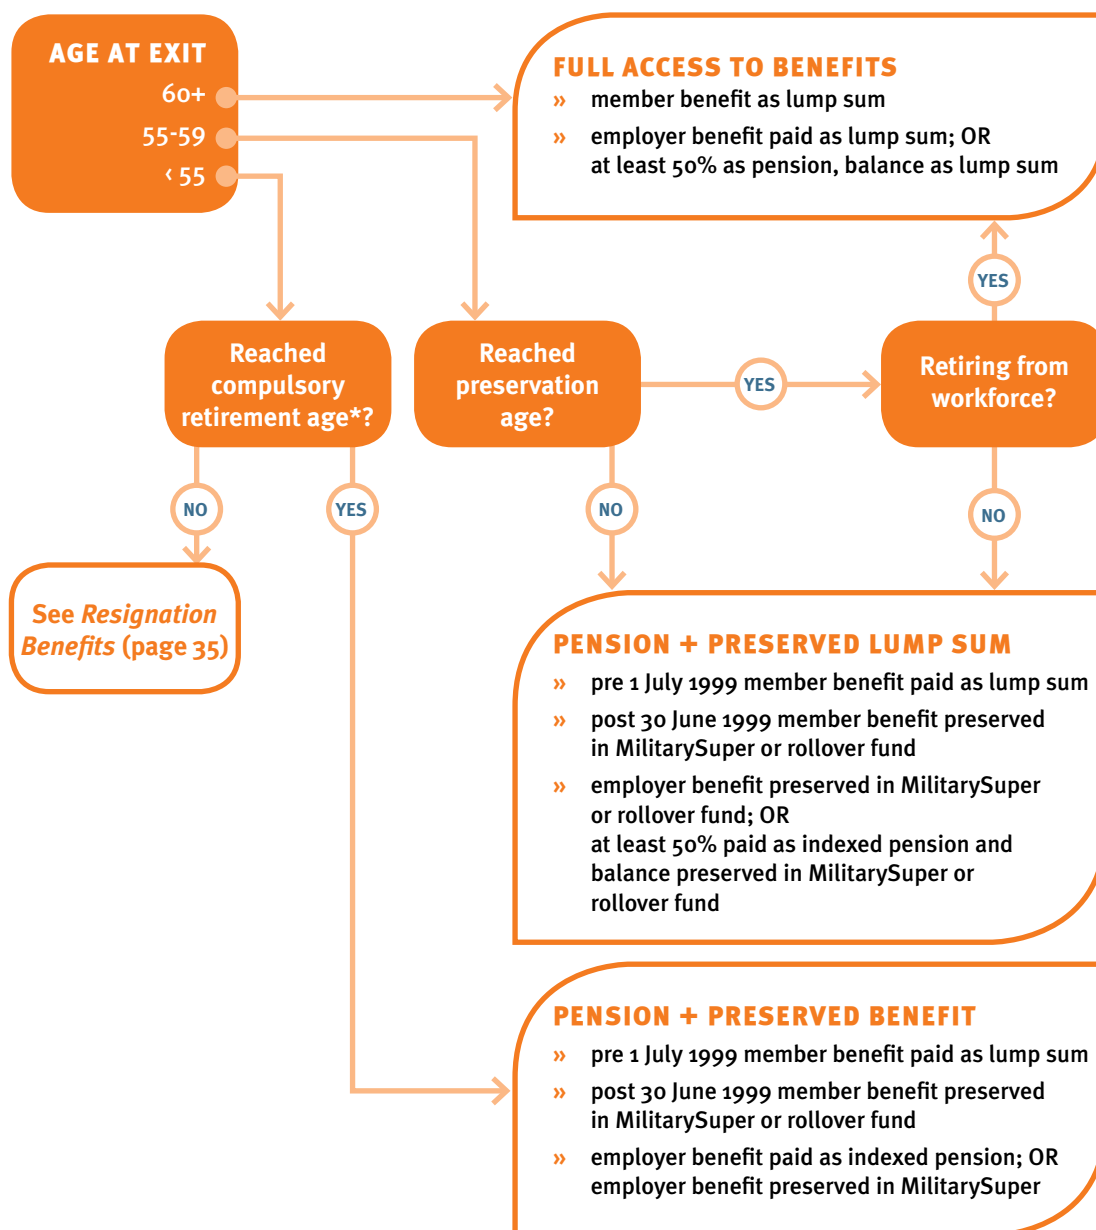 AGE AT EXIT
60+
55-59
‹ 55
FULL ACCESS TO BENEFITS
» member benefit as lump sum
» employer benefit paid as lump sum; OR
at least 50% as pension, balance as lump sum
YES
Reached
compulsory
retirement age*?
Reached
preservation
age?
YES
Retiring from
workforce?
NO
YES
NO
NO
See Resignation
Benefits (page 35)
PENSION + PRESERVED LUMP SUM
» pre 1 July 1999 member benefit paid as lump sum
» post 30 June 1999 member benefit preserved
in MilitarySuper or rollover fund
» employer benefit preserved in MilitarySuper
or rollover fund; OR
at least 50% paid as indexed pension and
balance preserved in MilitarySuper or
rollover fund
PENSION + PRESERVED BENEFIT
» pre 1 July 1999 member benefit paid as lump sum
» post 30 June 1999 member benefit preserved
in MilitarySuper or rollover fund
» employer benefit paid as indexed pension; OR
employer benefit preserved in MilitarySuper